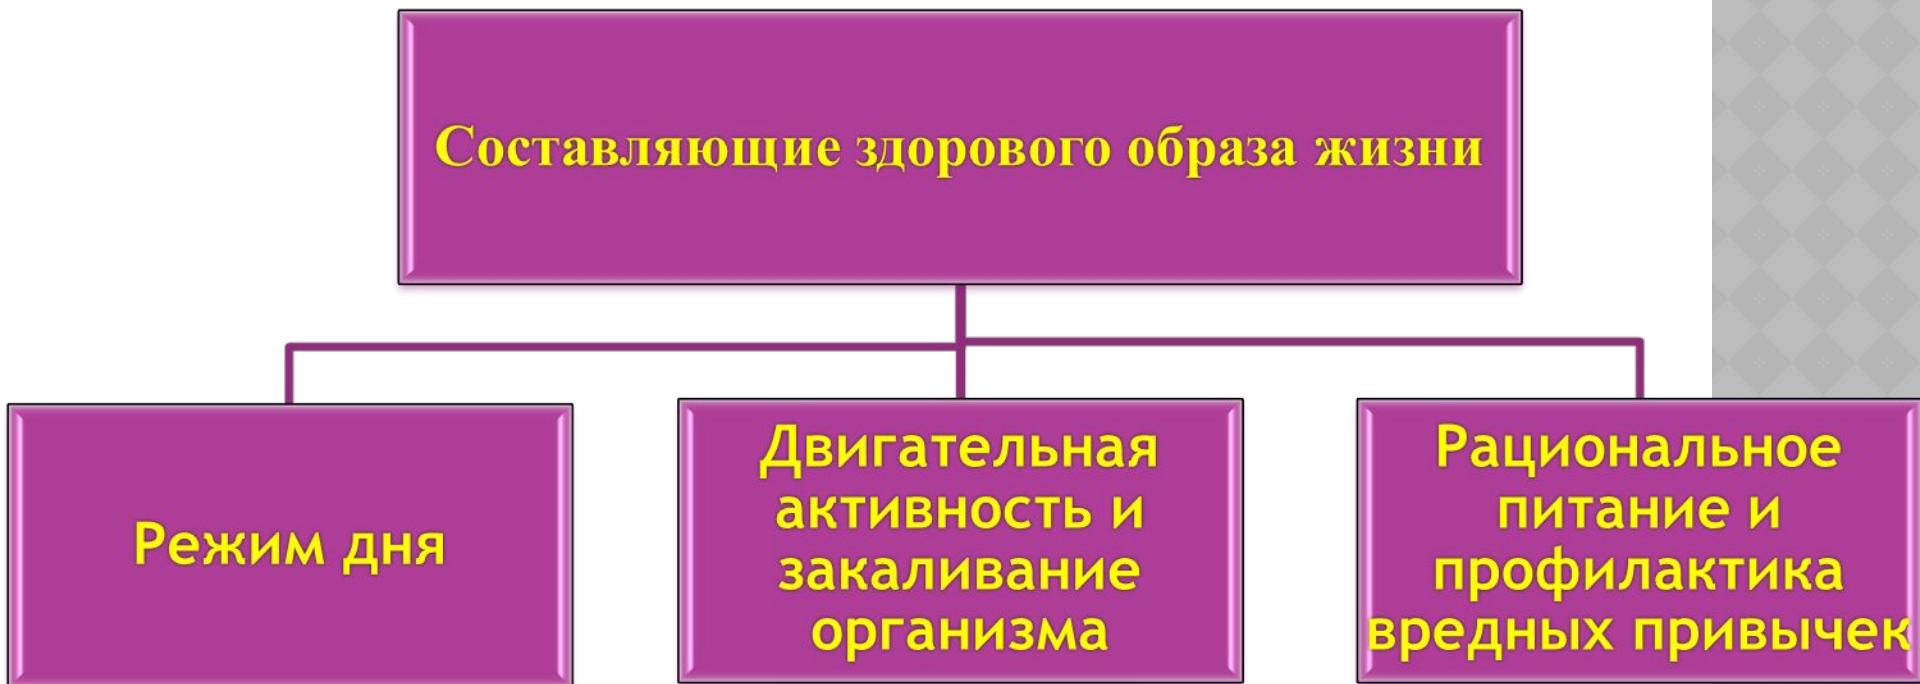 Составляющие здорового образа жизни
Режим дня
Двигательная
активность и
закаливание
организма
Рациональное
питание и
профилактика
вредных привычек